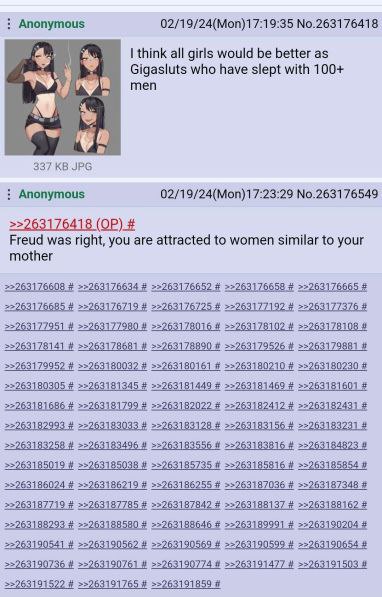 Anonymous 02/19/24(Mon)17:19:35 No.263176418
I think all girls would be better as
Gigasluts who have slept with 100+
men
337 KB JPG
Anonymous 02/19/24(Mon)17:23:29 No.263176549
>>263176418 (OP) #
Freud was right, you are attracted to women similar to your
mother
>>263176608 # >>263176634 # >>263176652 # >>263176658 # >>263176665 #
>>263176685 # >>263176719 # >>263176725 # >>263177192 # >>263177376 #
>>263177951 # >>263177980 # >>263178016 # >>263178102 # >>263178108 #
>>263178141 # >>263178681 # >>263178890 # >>263179526 # >>263179881 #
>>263179952 # >>263180032 # >>263180161 # >>263180210 # >>263180230 #
>>263180305 # >>263181345 # >>263181449 # >>263181469 # >>263181601 #
>>263181686 # >>263181799 # >>263182022 # >>263182412 # >>263182431 #
>>263182993 # >>263183033 # >>263183128 # >>263183156 # >>263183231 #
>>263183258 # >>263183496 # >>263183556 # >>263183816 # >>263184823 #
>>263185019 # >>263185038 # >>263185735 # >>263185816 # >>263185854 #
>>263186024 # >>263186219 # >>263186255 # >>263187036 # >>263187348 #
>>263187719 # >>263187785 # >>263187842 # >>263188137 # >>263188162 #
>>263188293 # >>263188580 # >>263188646 # >>263189991 # >>263190204 #
>>263190541 # >>263190562 # >>263190569 # >>263190599 # >>263190654 #
>>263190736 # >>263190761 # >>263190774 # >>263191477 # >>263191503 #
>>263191522 # >>263191765 # >>263191859 #